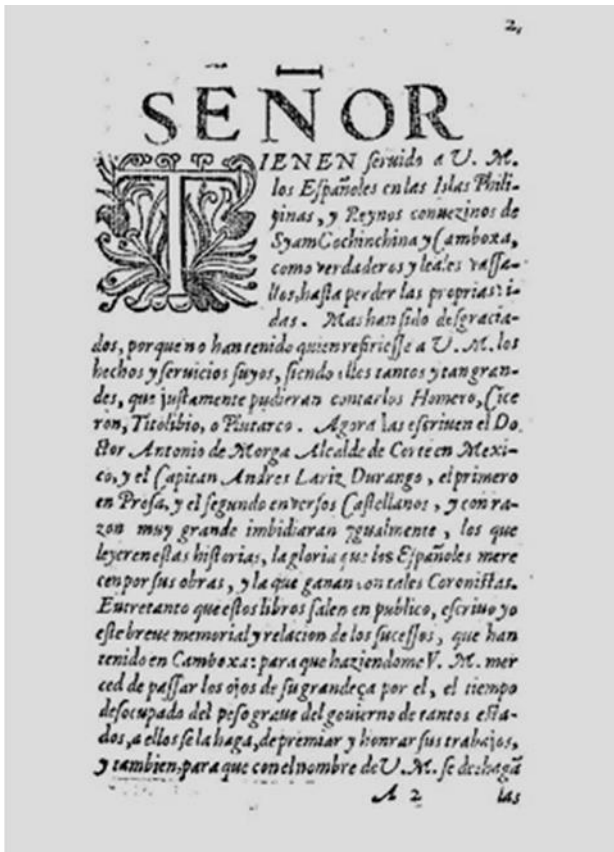 2,
SEÑOR
TIENEN ſeruido a U. M.
los Eſpañoles en las Islas Phili-
pinas, y Reynos conuezinos de
Syam Cochinchina y Camboxa,
como verdaderos y leales vaſſa-
llos, haſta perder las proprias vi-
das. Mas han ſido deſgracia-
dos, porque no han tenido quien refirieſſe a U. M. los
hechos y ſeruicios ſuyos, ſiendo ellos tantos y tan gran-
des, que juſtamente pudieran contarlos Homero, Cice
ron, Titolibio, o Plutarco. Agora las eſcriuen el Do-
ctor Antonio de Morga Alcalde de Corte en Mexi-
co, y el Capitan Andres Lariz Durango, el primero
en Proſa, y el ſegundo en verſos Caſtellanos, y con ra-
zon muy grande imbidiaran ygualmente, los que
leyeren eſtas hiſtorias, la gloria que los Eſpañoles mere
cen por ſus obras, y la que ganan con tales Coroniſtas.
Entretanto que eſtos libros ſalen en publico, eſcriuo yo
eſte breue memorial y relacion de los ſuceſſos, que han
tenido en Camboxa: para que haziendome V. M. mer
ced de paſſar los ojos de ſu grandeça por el, el tiempo
deſocupado del peſo graue del gouierno de tantos eſta-
dos, a ellos ſe la haga, de premiar y honrar ſus trabajos,
y tambien, para que con el nombre de U. M. ſe deshagã
A 2 las